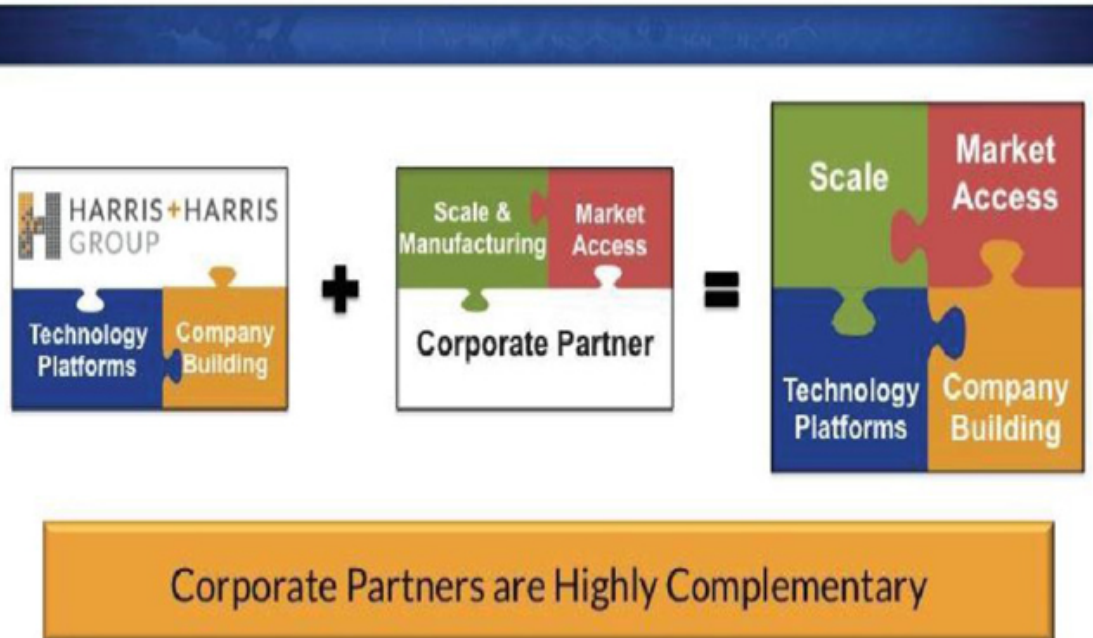 HARRIS+HARRIS
GROUP
Technology
Platforms
Company
Building
+
Scale &
Manufacturing
Market
Access
Corporate Partner
=
Scale
Market
Access
Technology
Platforms
Company
Building
Corporate Partners are Highly Complementary